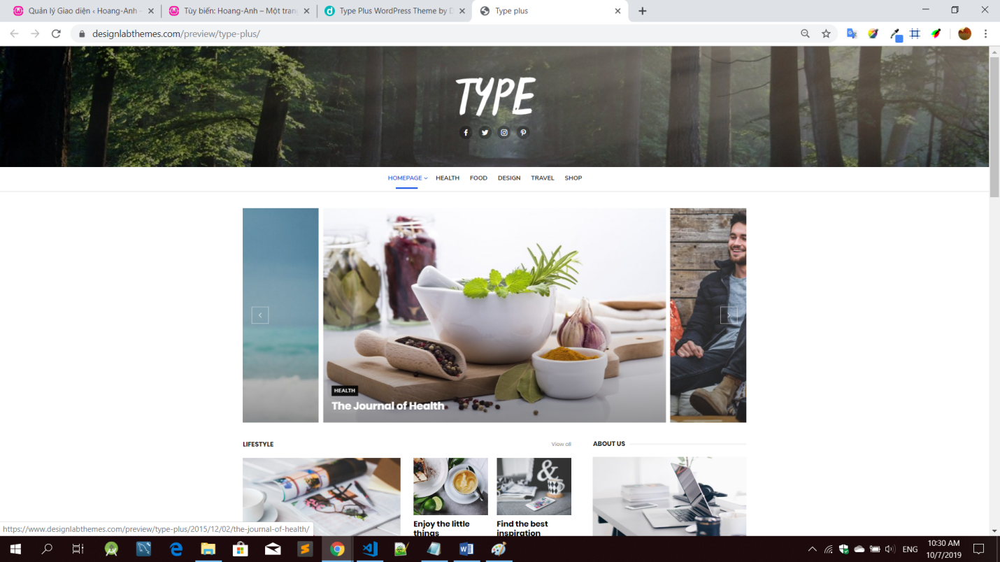 Quản lý Giao diện ‹ Hoang-Anh –
Tùy biến: Hoang-Anh – Một trang
Type Plus WordPress Theme by D
Type plus
designlabthemes.com/preview/type-plus/
TYPE
HOMEPAGE HEALTH FOOD DESIGN TRAVEL SHOP
HEALTH
The Journal of Health
LIFESTYLE
View all
ABOUT US
&
Enjoy the little
things
Find the best
inspiration
https://www.designlabthemes.com/preview/type-plus/2015/12/02/the-journal-of-health/
ENG
10:30 AM
10/7/2019